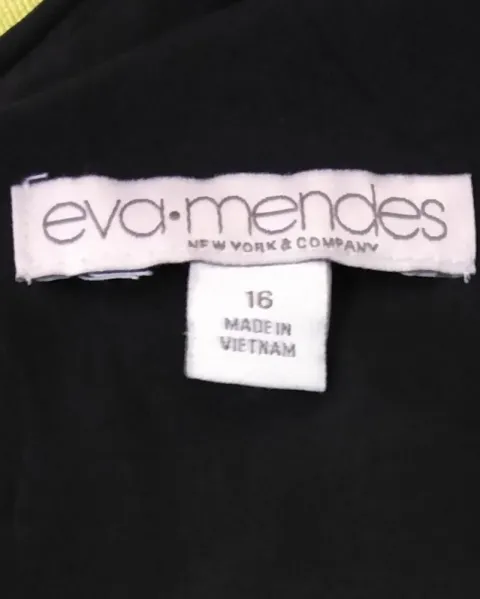 eva·mendes
NEW YORK & COMPANY
16
MADE IN
VIETNAM